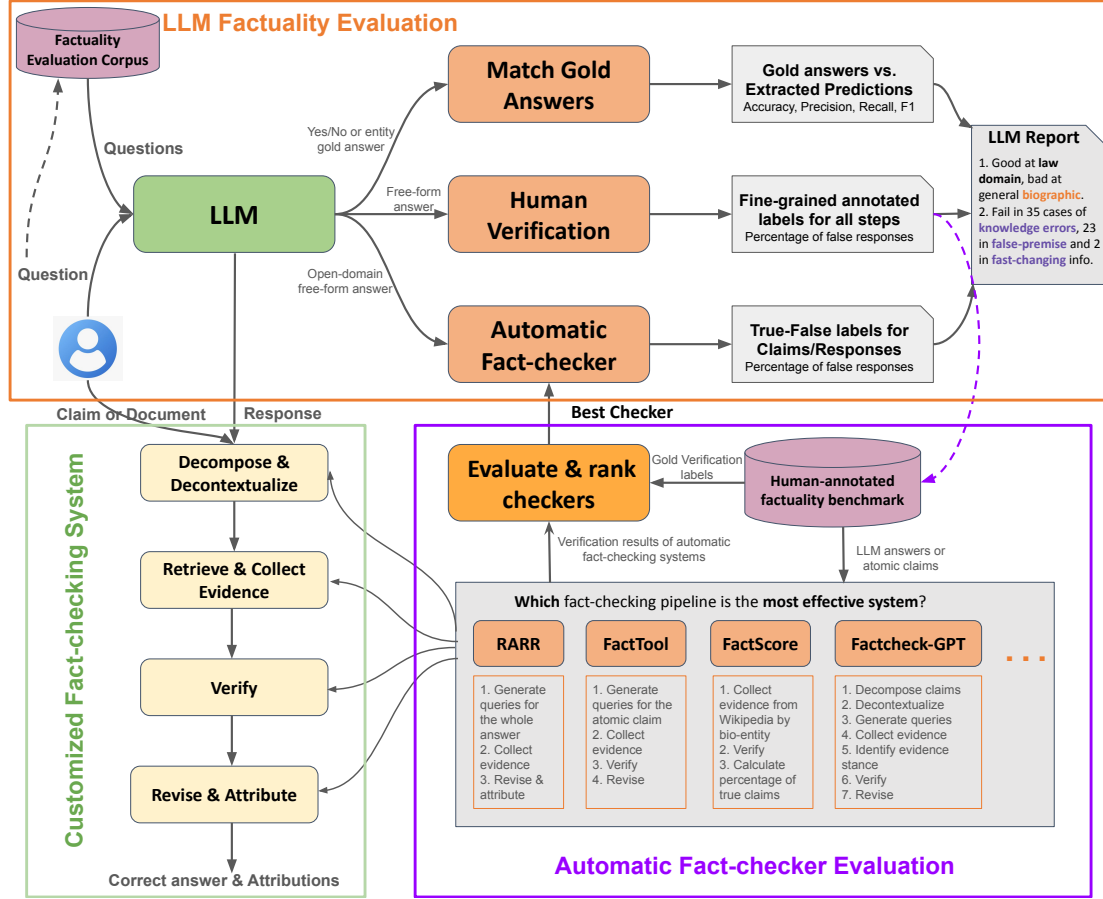 LLM Factuality Evaluation
Factuality
Evaluation Corpus
Questions
Question
LLM
Yes/No or entity
gold answer
Free-form
answer
Open-domain
free-form answer
Match Gold
Answers
Human
Verification
Automatic
Fact-checker
Gold answers vs.
Extracted Predictions
Accuracy, Precision, Recall, F1
Fine-grained annotated
labels for all steps
Percentage of false responses
True-False labels for
Claims/Responses
Percentage of false responses
LLM Report
1. Good at law
domain, bad at
general biographic.
2. Fail in 35 cases of
knowledge errors, 23
in false-premise and 2
in fast-changing info.
Claim or Document
Response
Best Checker
Customized Fact-checking System
Decompose &
Decontextualize
Retrieve & Collect
Evidence
Verify
Revise & Attribute
Correct answer & Attributions
Evaluate & rank
checkers
Gold Verification
labels
Human-annotated
factuality benchmark
Verification results of automatic
fact-checking systems
LLM answers or
atomic claims
Which fact-checking pipeline is the most effective system?
RARR
1. Generate
queries for
the whole
answer
2. Collect
evidence
3. Revise &
attribute
FactTool
1. Generate
queries for the
atomic claim
2. Collect
evidence
3. Verify
4. Revise
FactScore
1. Collect
evidence from
Wikipedia by
bio-entity
2. Verify
3. Calculate
percentage of
true claims
Factcheck-GPT
1. Decompose claims
2. Decontextualize
3. Generate queries
4. Collect evidence
5. Identify evidence
stance
6. Verify
7. Revise
...
Automatic Fact-checker Evaluation